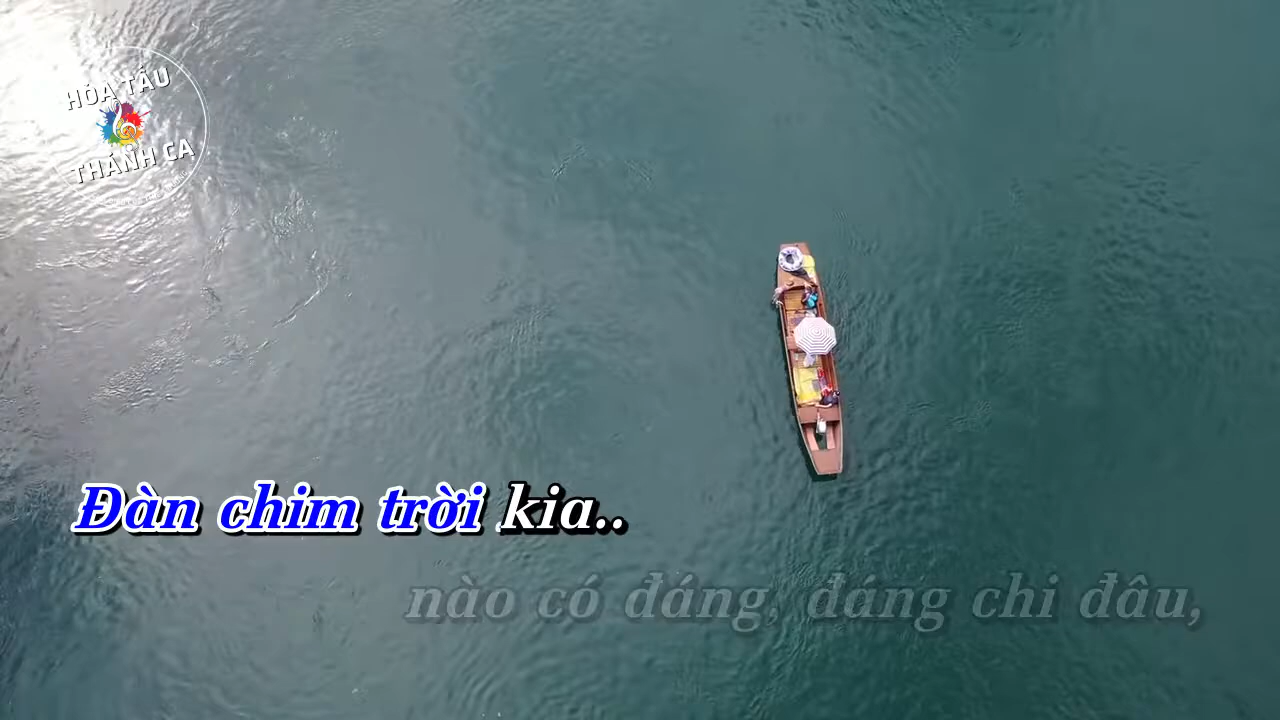 HÒA TẤU
THÁNH CA
Đàn chim trời kia..
nào có đáng, đáng chi đâu,